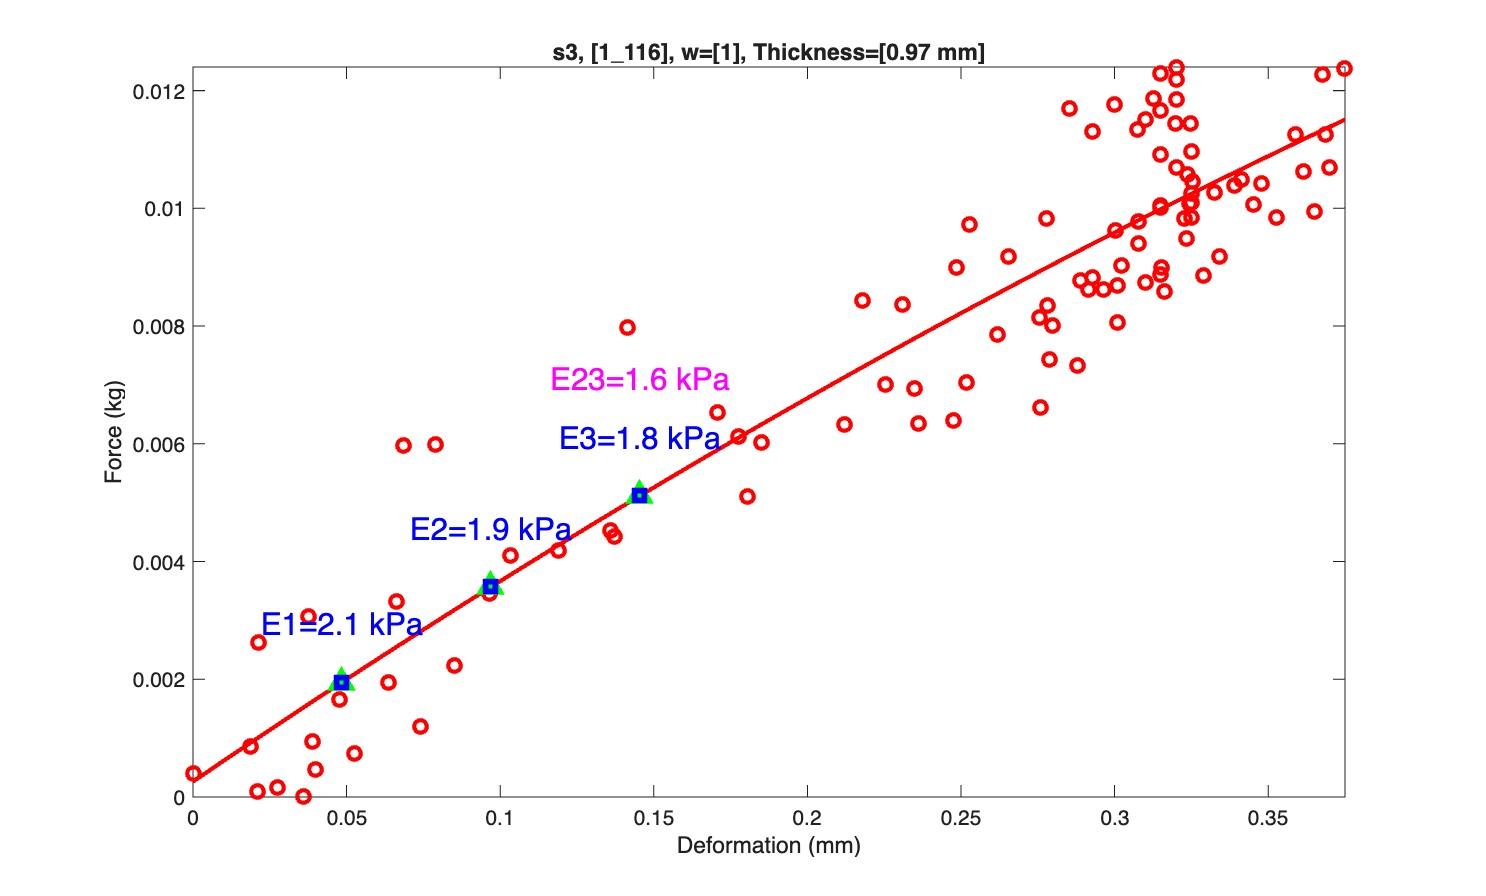 s3, [1_116], w=[1], Thickness=[0.97 mm]
0.012
0.01
0.008
0.006
0.004
0.002
0
Force (kg)
E23=1.6 kPa
E3=1.8 kPa
E2=1.9 kPa
E1=2.1 kPa
0 0.05 0.1 0.15 0.2 0.25 0.3 0.35
Deformation (mm)